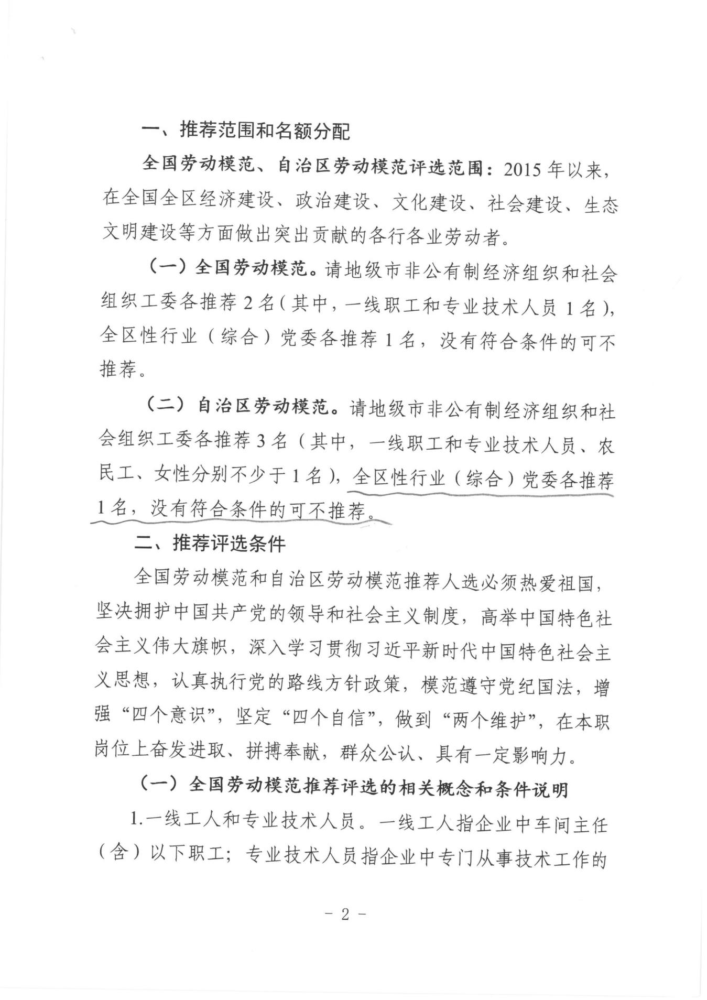 一、推荐范围和名额分配
全国劳动模范、自治区劳动模范评选范围：2015 年以来，
在全国全区经济建设、政治建设、文化建设、社会建设、生态
文明建设等方面做出突出贡献的各行各业劳动者。
（一）全国劳动模范。请地级市非公有制经济组织和社会
组织工委各推荐 2 名（其中，一线职工和专业技术人员 1 名），
全区性行业（综合）党委各推荐 1 名，没有符合条件的可不
推荐。
（二）自治区劳动模范。请地级市非公有制经济组织和社
会组织工委各推荐 3 名（其中，一线职工和专业技术人员、农
民工、女性分别不少于 1 名），全区性行业（综合）党委各推荐
1 名，没有符合条件的可不推荐。
二、推荐评选条件
全国劳动模范和自治区劳动模范推荐人选必须热爱祖国，
坚决拥护中国共产党的领导和社会主义制度，高举中国特色社
会主义伟大旗帜，深入学习贯彻习近平新时代中国特色社会主
义思想，认真执行党的路线方针政策，模范遵守党纪国法，增
强“四个意识”，坚定“四个自信”，做到“两个维护”，在本职
岗位上奋发进取、拼搏奉献，群众公认、具有一定影响力。
（一）全国劳动模范推荐评选的相关概念和条件说明
1.一线工人和专业技术人员。一线工人指企业中车间主任
（含）以下职工；专业技术人员指企业中专门从事技术工作的
- 2 -